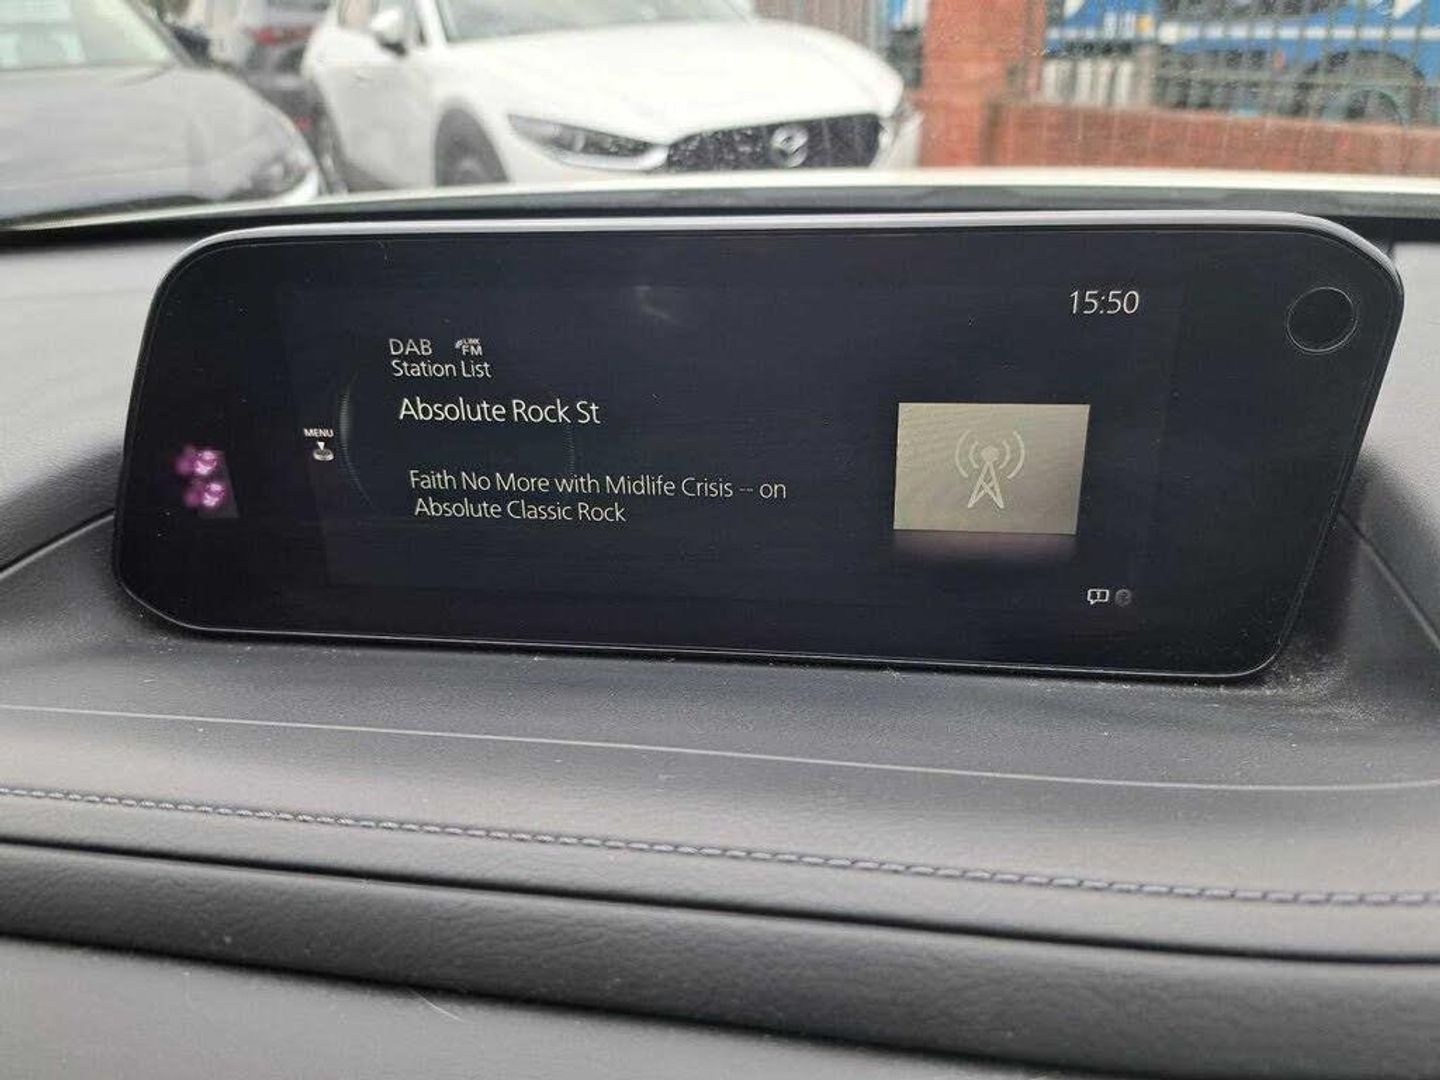 15:50
DAB LINK FM
Station List
Absolute Rock St
MENU
Faith No More with Midlife Crisis -- on
Absolute Classic Rock